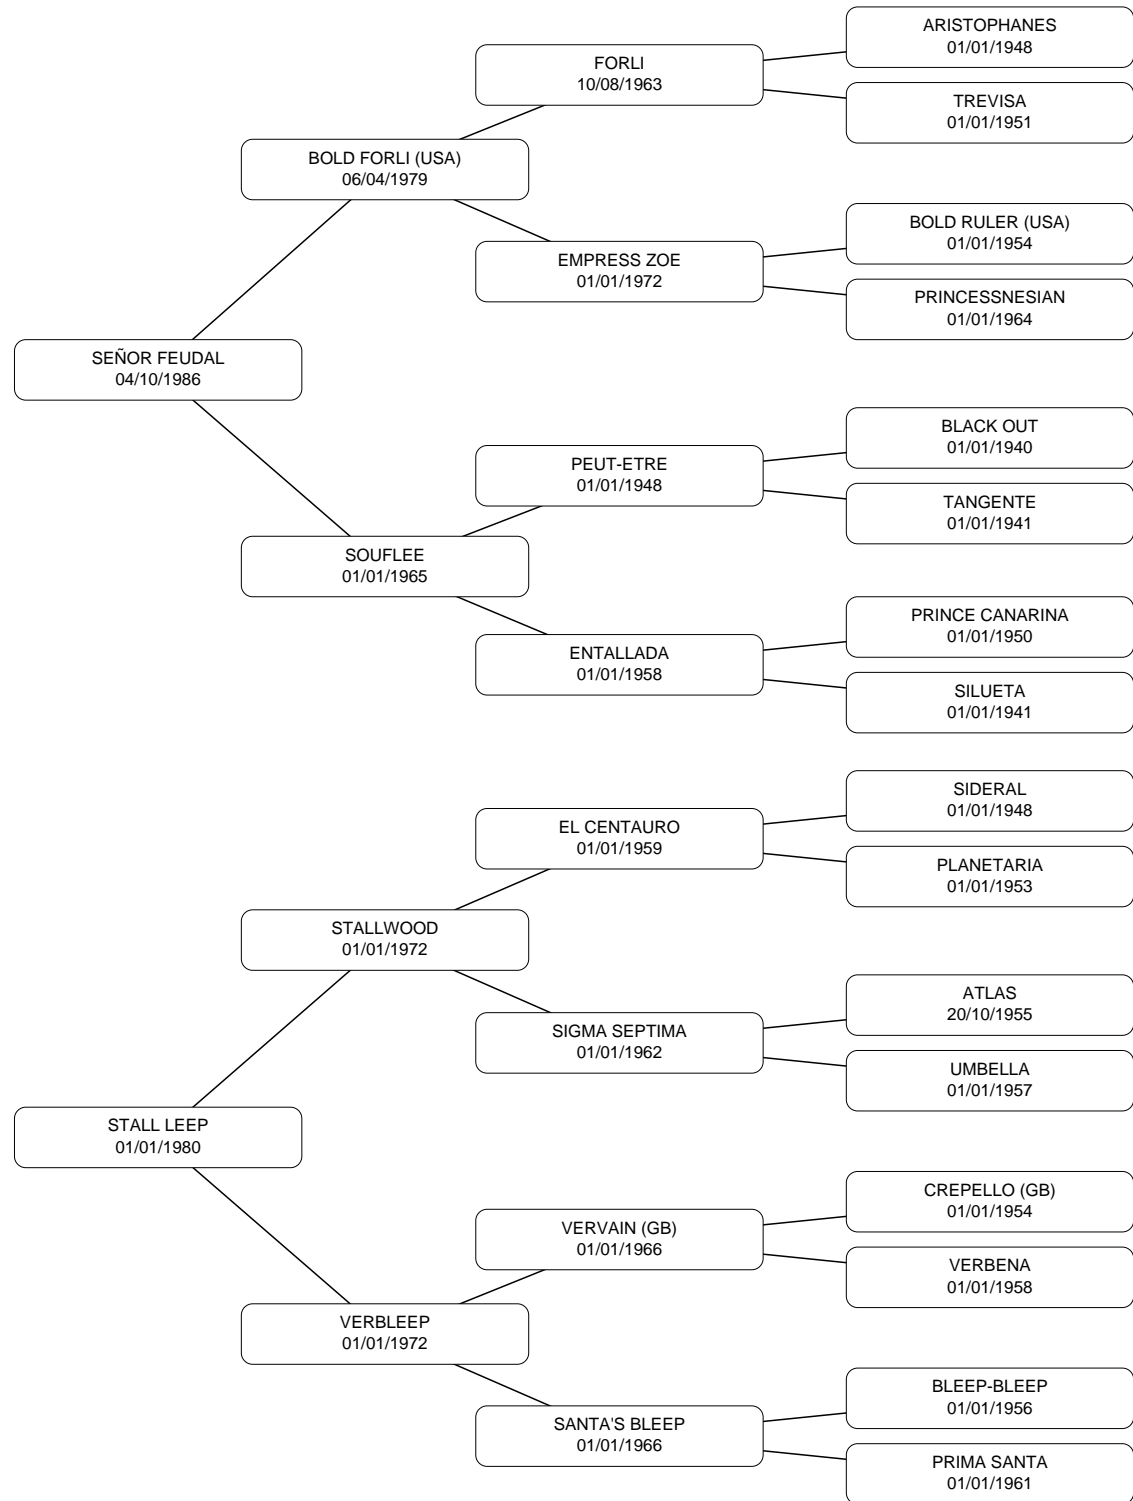 ARISTOPHANES
01/01/1948
FORLI
10/08/1963
TREVISA
01/01/1951
BOLD FORLI (USA)
06/04/1979
BOLD RULER (USA)
01/01/1954
EMPRESS ZOE
01/01/1972
PRINCESSNESIAN
01/01/1964
SEÑOR FEUDAL
04/10/1986
BLACK OUT
01/01/1940
PEUT-ETRE
01/01/1948
TANGENTE
01/01/1941
SOUFLEE
01/01/1965
PRINCE CANARINA
01/01/1950
ENTALLADA
01/01/1958
SILUETA
01/01/1941
SIDERAL
01/01/1948
EL CENTAURO
01/01/1959
PLANETARIA
01/01/1953
STALLWOOD
01/01/1972
ATLAS
20/10/1955
SIGMA SEPTIMA
01/01/1962
UMBELLA
01/01/1957
STALL LEEP
01/01/1980
CREPELLO (GB)
01/01/1954
VERVAIN (GB)
01/01/1966
VERBENA
01/01/1958
VERBLEEP
01/01/1972
BLEEP-BLEEP
01/01/1956
SANTA'S BLEEP
01/01/1966
PRIMA SANTA
01/01/1961